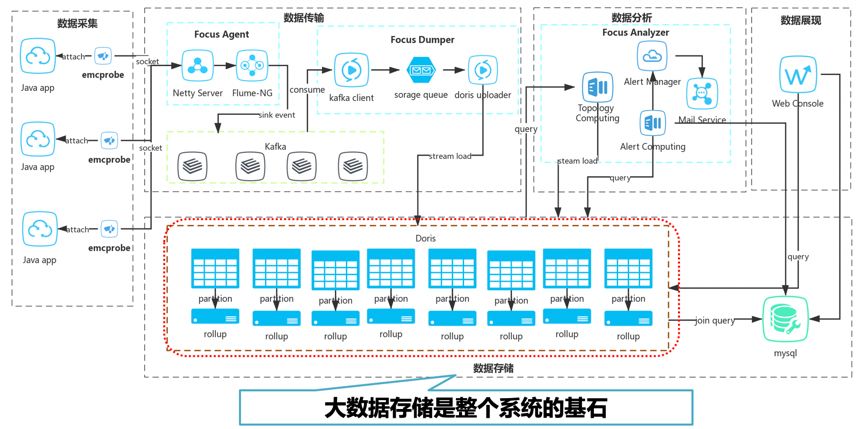 数据采集
数据传输
数据分析
数据展现
Focus Agent
Focus Dumper
Focus Analyzer
Java app
attach
emcprobe
socket
Netty Server
Flume-NG
consume
kafka client
sorage queue
doris uploader
Alert Manager
Mail Service
Topology
Computing
Alert Computing
Web Console
Java app
attach
emcprobe
socket
sink event
Kafka
stream load
query
steam load
query
query
Java app
attach
emcprobe
Doris
partition
partition
partition
partition
partition
partition
partition
partition
rollup
rollup
rollup
rollup
rollup
rollup
rollup
rollup
join query
mysql
数据存储
大数据存储是整个系统的基石